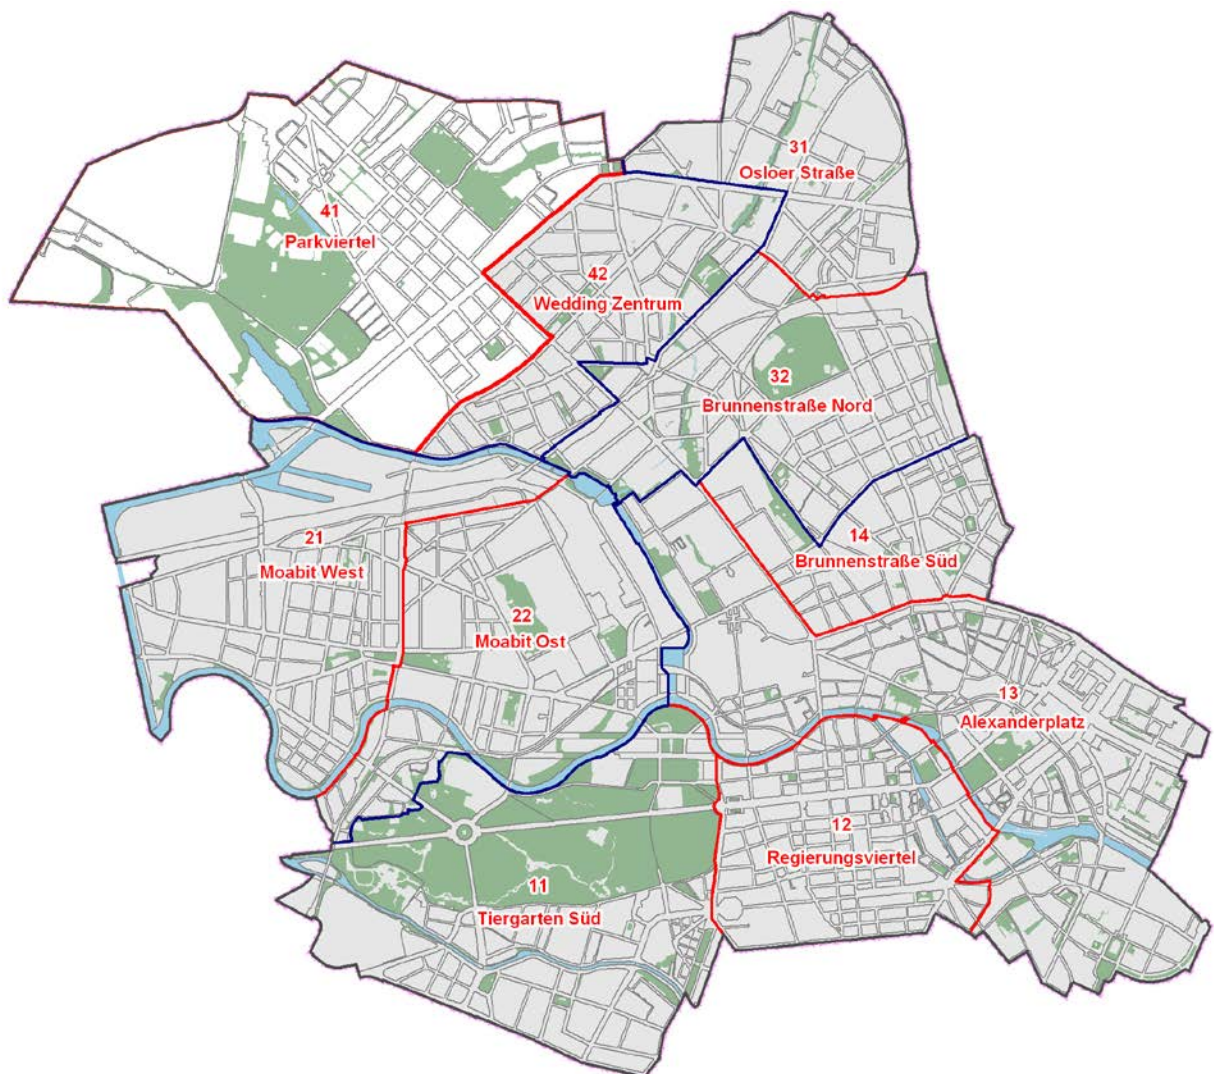 31
Osloer Straße
41
Parkviertel
42
Wedding Zentrum
32
Brunnenstraße Nord
21
Moabit West
14
Brunnenstraße Süd
22
Moabit Ost
13
Alexanderplatz
12
Regierungsviertel
11
Tiergarten Süd